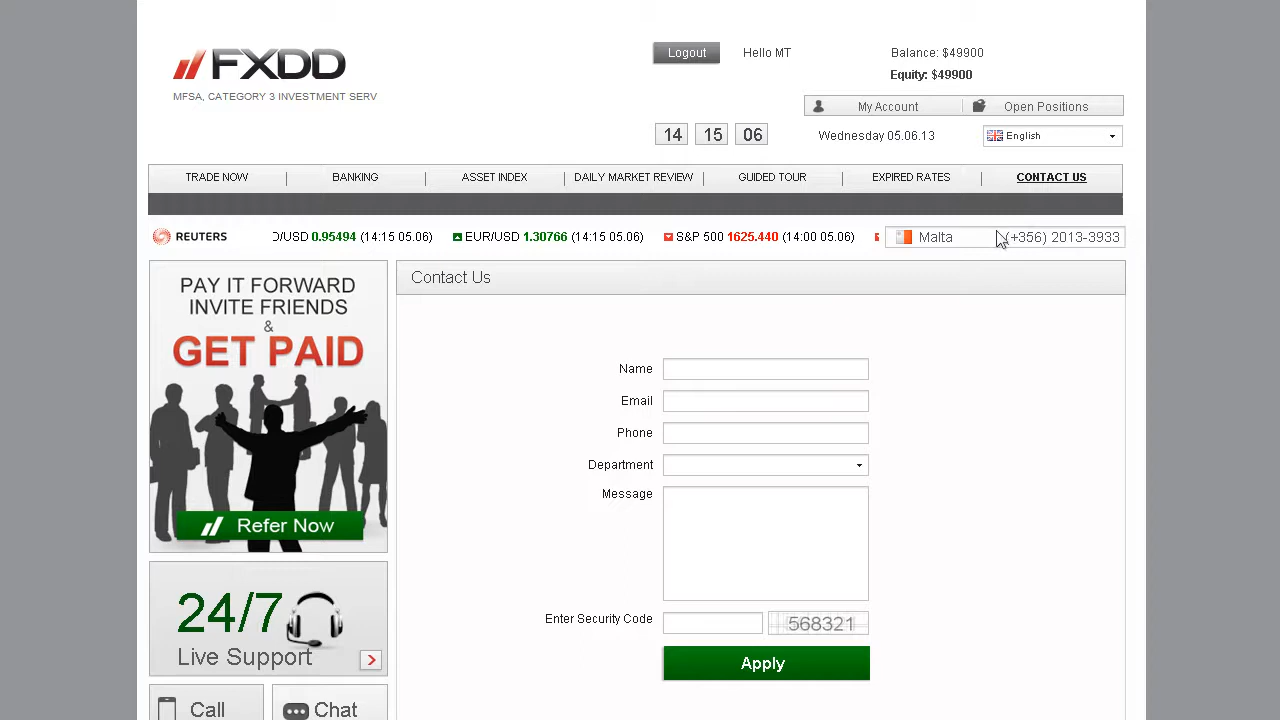 Logout
Hello MT
Balance: $49900
FXDD
Equity: $49900
MFSA, CATEGORY 3 INVESTMENT SERV
My Account
Open Positions
14 15 06
Wednesday 05.06.13
English
TRADE NOW
BANKING
ASSET INDEX
DAILY MARKET REVIEW
GUIDED TOUR
EXPIRED RATES
CONTACT US
REUTERS
/USD 0.95494 (14:15 05.06)
EUR/USD 1.30766 (14:15 05.06)
S&P 500 1625.440 (14:00 05.06)
Malta
(+356) 2013-3933
PAY IT FORWARD
INVITE FRIENDS
&
GET PAID
Refer Now
24/7
Live Support
Call
Chat
Contact Us
Name
Email
Phone
Department
Message
Enter Security Code
568321
Apply